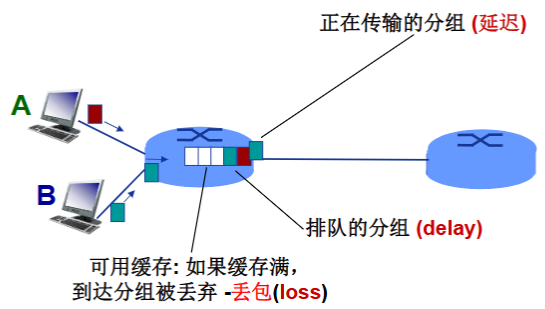 正在传输的分组 (延迟)
A
B
排队的分组 (delay)
可用缓存: 如果缓存满，
到达分组被丢弃 -丢包(loss)